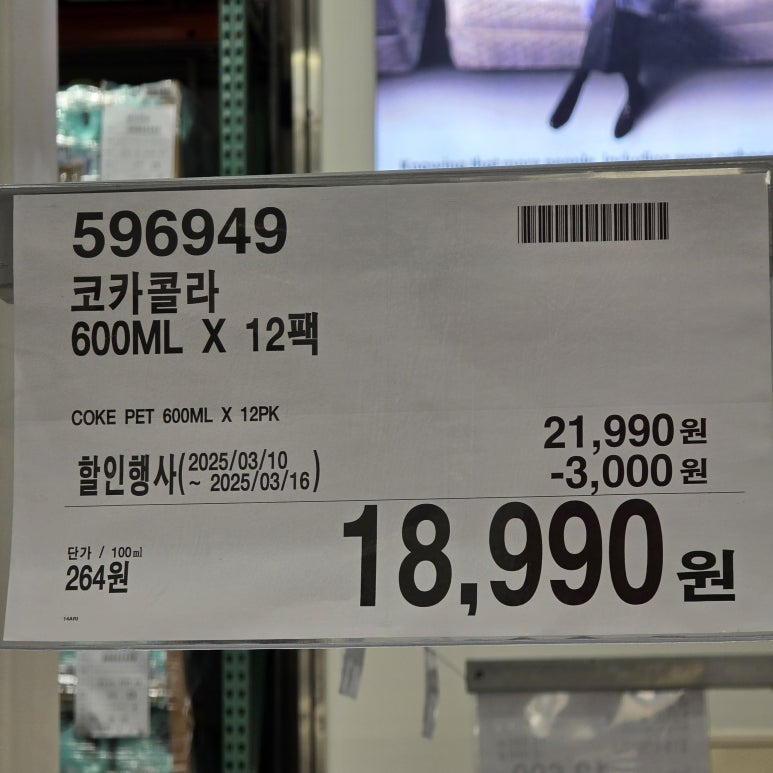 596949
코카콜라
600ML X 12팩
COKE PET 600ML X 12PK
21,990원
할인행사(2025/03/10
~ 2025/03/16)
-3,000원
단가 / 100ml
264원
18,990원
14ARI